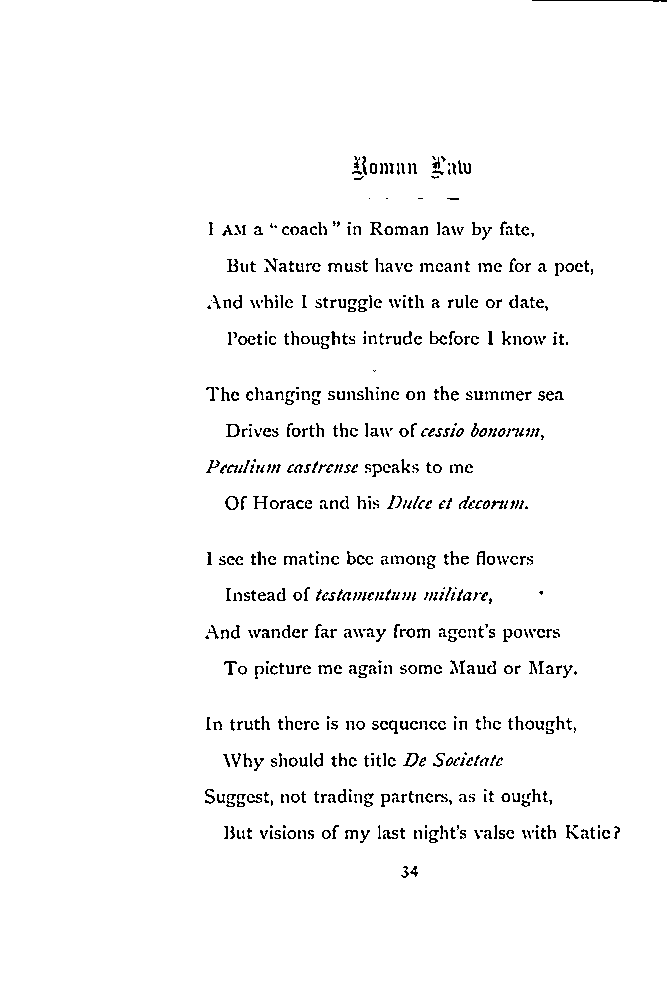 Roman Law
I AM a "coach" in Roman law by fate,
But Nature must have meant me for a poet,
And while I struggle with a rule or date,
Poetic thoughts intrude before I know it.
The changing sunshine on the summer sea
Drives forth the law of cessio bonorum,
Peculium castrense speaks to me
Of Horace and his Dulce et decorum.
I see the matine bee among the flowers
Instead of testamentum militare,
And wander far away from agent's powers
To picture me again some Maud or Mary.
In truth there is no sequence in the thought,
Why should the title De Societate
Suggest, not trading partners, as it ought,
But visions of my last night's valse with Katie?
34